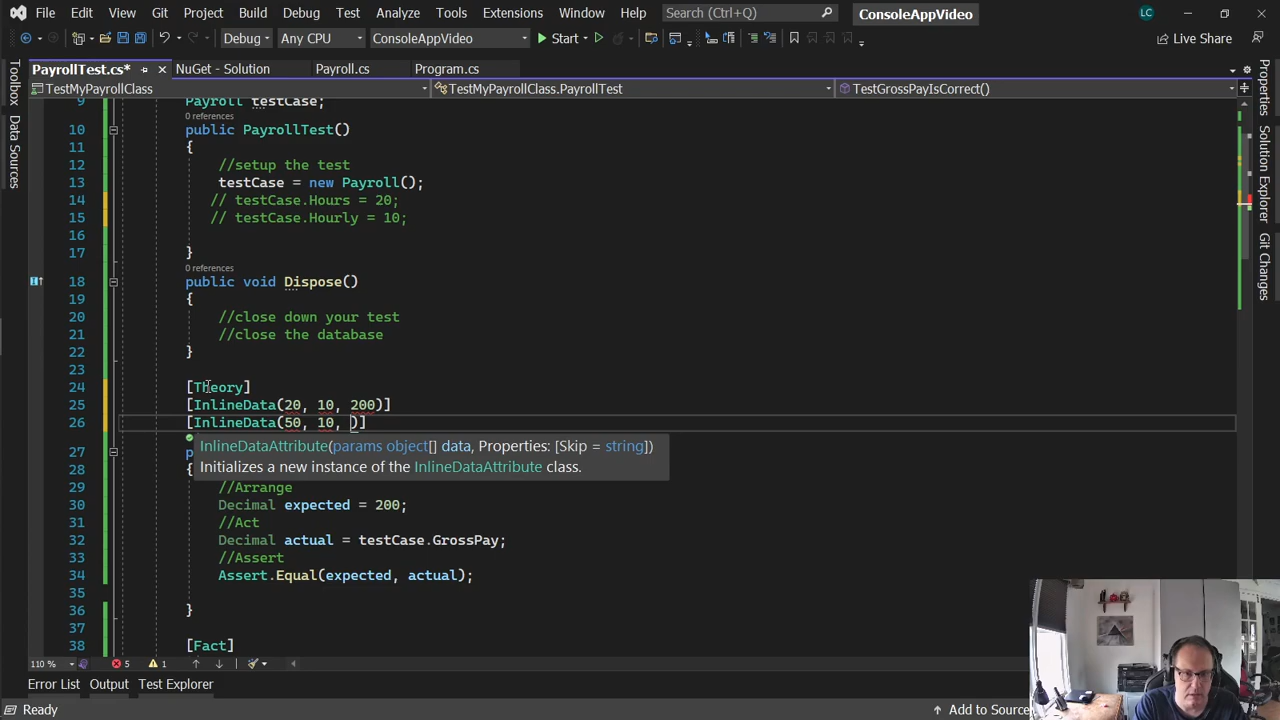 File Edit View Git Project Build Debug Test Analyze Tools Extensions Window Help Search (Ctrl+Q) ConsoleAppVideo LC
Debug Any CPU ConsoleAppVideo Start Live Share
PayrollTest.cs* NuGet - Solution Payroll.cs Program.cs
TestMyPayrollClass TestMyPayrollClass.PayrollTest TestGrossPayIsCorrect()
Toolbox
Data Sources
Properties
Solution Explorer
Git Changes
9 Payroll testCase;
0 references
10 public PayrollTest()
11 {
12 //setup the test
13 testCase = new Payroll();
14 // testCase.Hours = 20;
15 // testCase.Hourly = 10;
16
17 }
0 references
18 public void Dispose()
19 {
20 //close down your test
21 //close the database
22 }
23
24 [Theory]
25 [InlineData(20, 10, 200)]
26 [InlineData(50, 10, )]
InlineDataAttribute(params object[] data, Properties: [Skip = string])
Initializes a new instance of the InlineDataAttribute class.
27 p
28 {
29 //Arrange
30 Decimal expected = 200;
31 //Act
32 Decimal actual = testCase.GrossPay;
33 //Assert
34 Assert.Equal(expected, actual);
35
36 }
37
38 [Fact]
110 % 5 1
Error List Output Test Explorer
Ready Add to Source